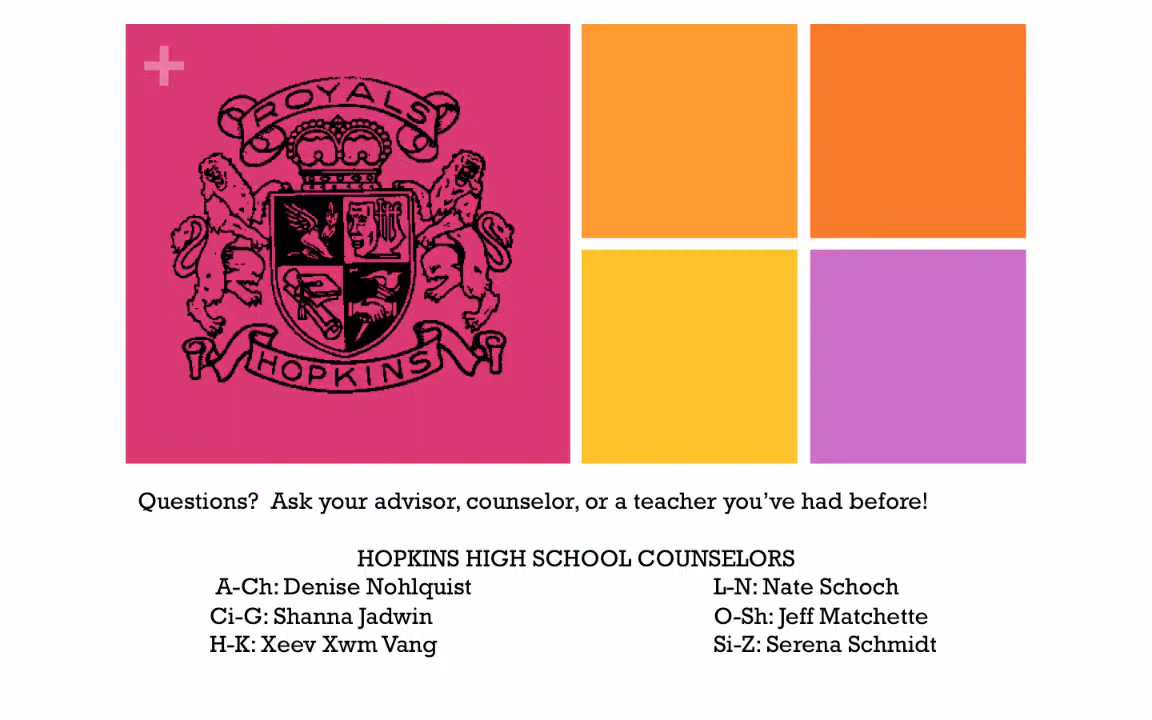 ROYALS
HOPKINS
Questions? Ask your advisor, counselor, or a teacher you’ve had before!
HOPKINS HIGH SCHOOL COUNSELORS
A-Ch: Denise Nohlquist
Ci-G: Shanna Jadwin
H-K: Xeev Xwm Vang
L-N: Nate Schoch
O-Sh: Jeff Matchette
Si-Z: Serena Schmidt